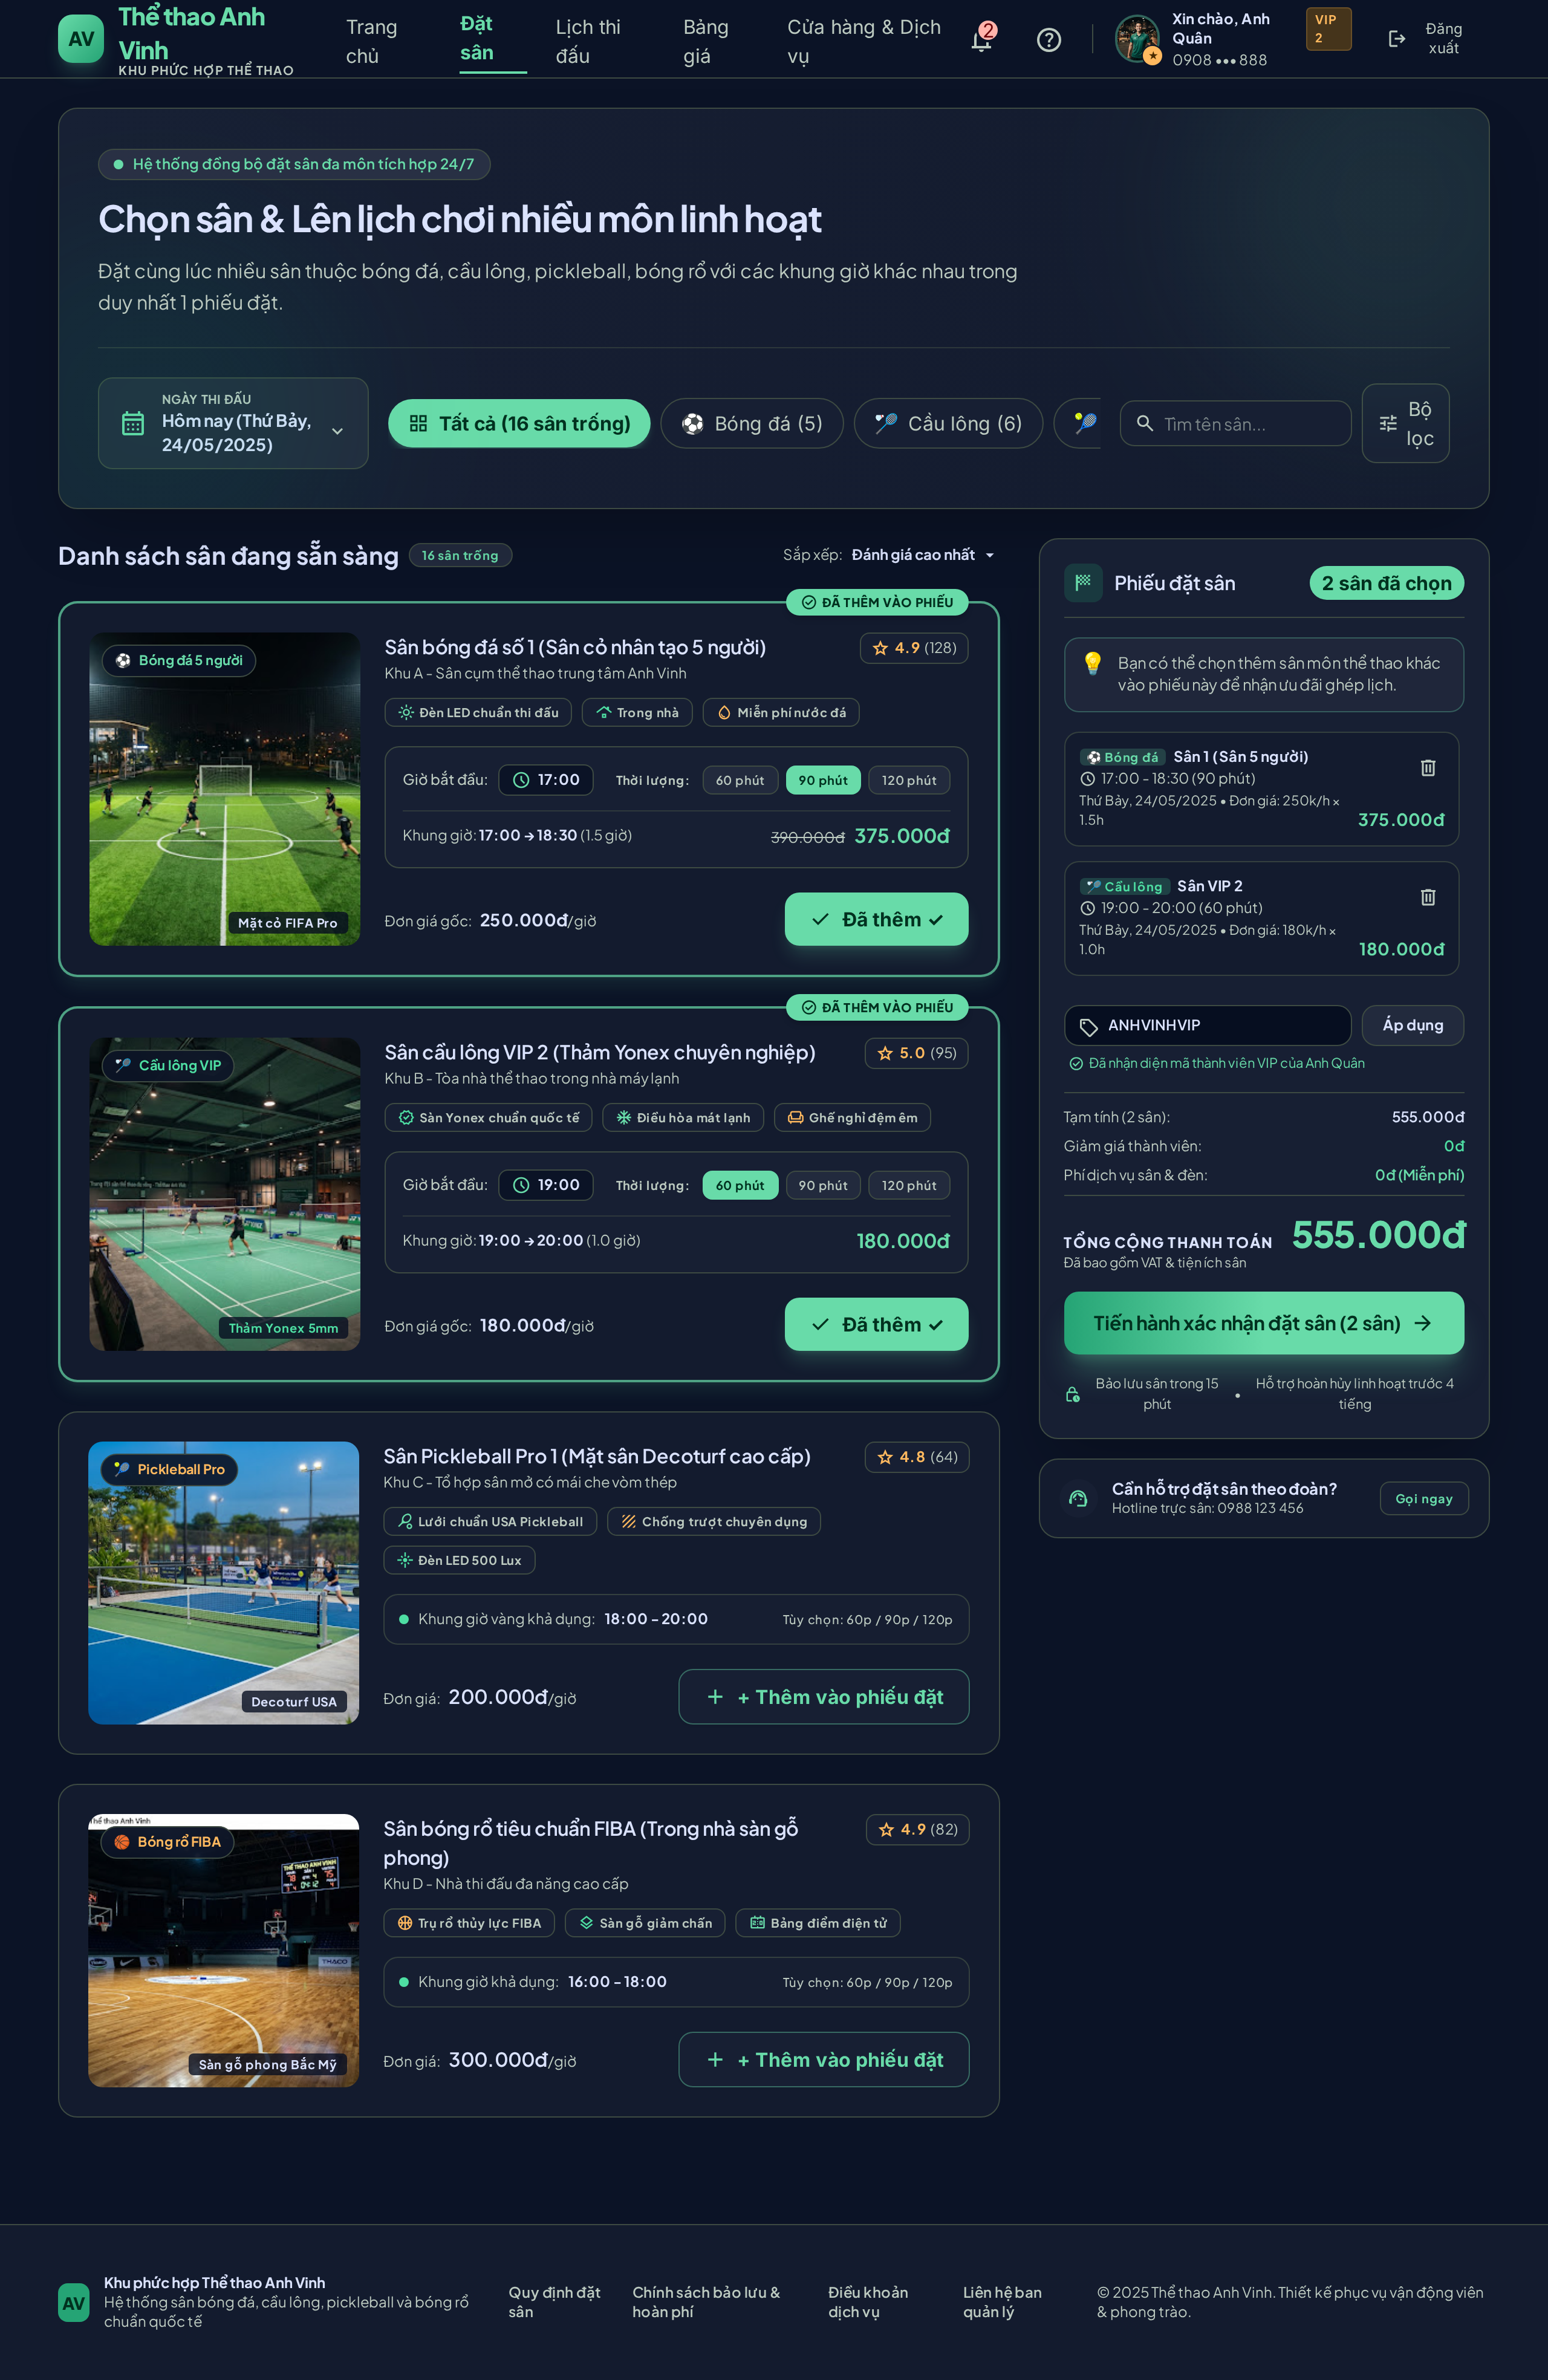 AV
Thể thao Anh Vinh
KHU PHỨC HỢP THỂ THAO
Trang chủ
Đặt sân
Lịch thi đấu
Bảng giá
Cửa hàng & Dịch vụ
2
Xin chào, Anh Quân
0908 ••• 888
VIP 2
Đăng xuất
Hệ thống đồng bộ đặt sân đa môn tích hợp 24/7
Chọn sân & Lên lịch chơi nhiều môn linh hoạt
Đặt cùng lúc nhiều sân thuộc bóng đá, cầu lông, pickleball, bóng rổ với các khung giờ khác nhau trong
duy nhất 1 phiếu đặt.
NGÀY THI ĐẤU
Hôm nay (Thứ Bảy,
24/05/2025)
Tất cả (16 sân trống)
Bóng đá (5)
Cầu lông (6)
Tìm tên sân...
Bộ lọc
Danh sách sân đang sẵn sàng
16 sân trống
Sắp xếp: Đánh giá cao nhất
ĐÃ THÊM VÀO PHIẾU
Bóng đá 5 người
Mặt cỏ FIFA Pro
Sân bóng đá số 1 (Sân cỏ nhân tạo 5 người)
4.9 (128)
Khu A - Sân cụm thể thao trung tâm Anh Vinh
Đèn LED chuẩn thi đấu
Trong nhà
Miễn phí nước đá
Giờ bắt đầu: 17:00
Thời lượng: 60 phút 90 phút 120 phút
Khung giờ: 17:00 → 18:30 (1.5 giờ)
390.000đ 375.000đ
Đơn giá gốc: 250.000đ/giờ
Đã thêm ✓
ĐÃ THÊM VÀO PHIẾU
Cầu lông VIP
Thảm Yonex 5mm
Sân cầu lông VIP 2 (Thảm Yonex chuyên nghiệp)
5.0 (95)
Khu B - Tòa nhà thể thao trong nhà máy lạnh
Sàn Yonex chuẩn quốc tế
Điều hòa mát lạnh
Ghế nghỉ đệm êm
Giờ bắt đầu: 19:00
Thời lượng: 60 phút 90 phút 120 phút
Khung giờ: 19:00 → 20:00 (1.0 giờ)
180.000đ
Đơn giá gốc: 180.000đ/giờ
Đã thêm ✓
Pickleball Pro
Decoturf USA
Sân Pickleball Pro 1 (Mặt sân Decoturf cao cấp)
4.8 (64)
Khu C - Tổ hợp sân mở có mái che vòm thép
Lưới chuẩn USA Pickleball
Chống trượt chuyên dụng
Đèn LED 500 Lux
Khung giờ vàng khả dụng: 18:00 - 20:00
Tùy chọn: 60p / 90p / 120p
Đơn giá: 200.000đ/giờ
+ Thêm vào phiếu đặt
Thể thao Anh Vinh
Bóng rổ FIBA
THỂ THAO ANH VINH
THACO
Sàn gỗ phong Bắc Mỹ
Sân bóng rổ tiêu chuẩn FIBA (Trong nhà sàn gỗ
phong)
4.9 (82)
Khu D - Nhà thi đấu đa năng cao cấp
Trụ rổ thủy lực FIBA
Sàn gỗ giảm chấn
Bảng điểm điện tử
Khung giờ khả dụng: 16:00 - 18:00
Tùy chọn: 60p / 90p / 120p
Đơn giá: 300.000đ/giờ
+ Thêm vào phiếu đặt
Phiếu đặt sân
2 sân đã chọn
Bạn có thể chọn thêm sân môn thể thao khác
vào phiếu này để nhận ưu đãi ghép lịch.
Bóng đá Sân 1 (Sân 5 người)
17:00 - 18:30 (90 phút)
Thứ Bảy, 24/05/2025 • Đơn giá: 250k/h ×
1.5h
375.000đ
Cầu lông Sân VIP 2
19:00 - 20:00 (60 phút)
Thứ Bảy, 24/05/2025 • Đơn giá: 180k/h ×
1.0h
180.000đ
ANHVINHVIP
Áp dụng
Đã nhận diện mã thành viên VIP của Anh Quân
Tạm tính (2 sân): 555.000đ
Giảm giá thành viên: 0đ
Phí dịch vụ sân & đèn: 0đ (Miễn phí)
TỔNG CỘNG THANH TOÁN 555.000đ
Đã bao gồm VAT & tiện ích sân
Tiến hành xác nhận đặt sân (2 sân)
Bảo lưu sân trong 15 phút
•
Hỗ trợ hoàn hủy linh hoạt trước 4 tiếng
Cần hỗ trợ đặt sân theo đoàn?
Hotline trực sân: 0988 123 456
Gọi ngay
AV
Khu phức hợp Thể thao Anh Vinh
Hệ thống sân bóng đá, cầu lông, pickleball và bóng rổ
chuẩn quốc tế
Quy định đặt sân
Chính sách bảo lưu & hoàn phí
Điều khoản dịch vụ
Liên hệ ban quản lý
© 2025 Thể thao Anh Vinh. Thiết kế phục vụ vận động viên
& phong trào.